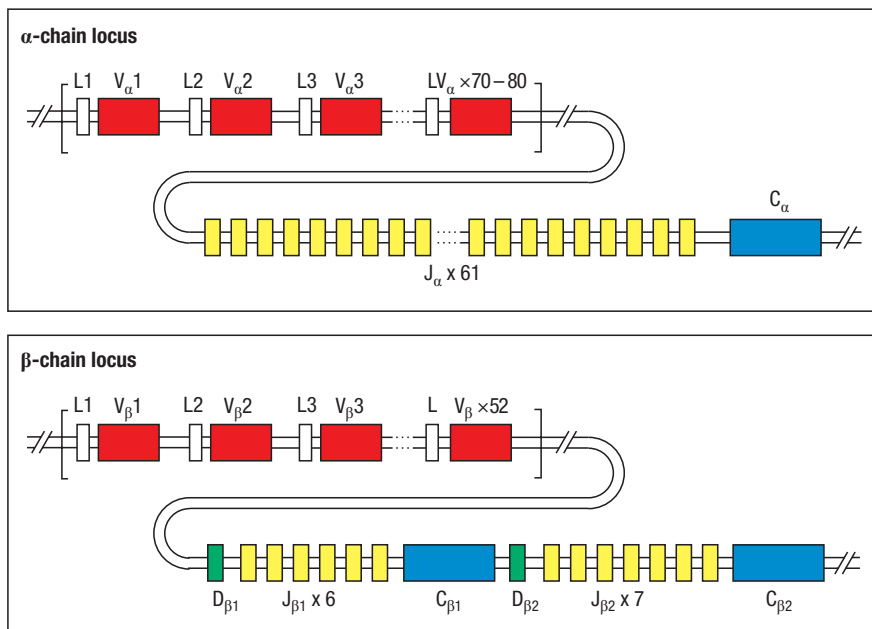 α-chain locus
L1 Vα1 L2 Vα2 L3 Vα3 LVα ×70–80
Cα
Jα x 61
β-chain locus
L1 Vβ1 L2 Vβ2 L3 Vβ3 L Vβ ×52
Dβ1 Jβ1 x 6 Cβ1 Dβ2 Jβ2 x 7 Cβ2